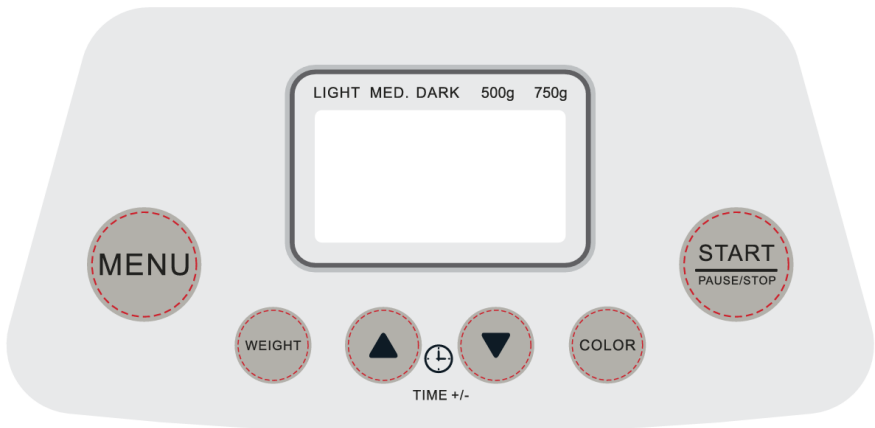 LIGHT MED. DARK 500g 750g
MENU
START
PAUSE/STOP
WEIGHT
COLOR
TIME +/-